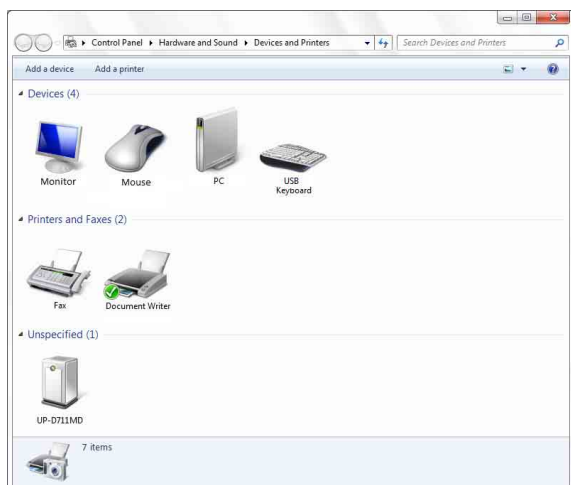 Control Panel Hardware and Sound Devices and Printers Search Devices and Printers
Add a device Add a printer
Devices (4)
Monitor Mouse PC USB
Keyboard
Printers and Faxes (2)
Fax Document Writer
Unspecified (1)
UP-D711MD
7 items